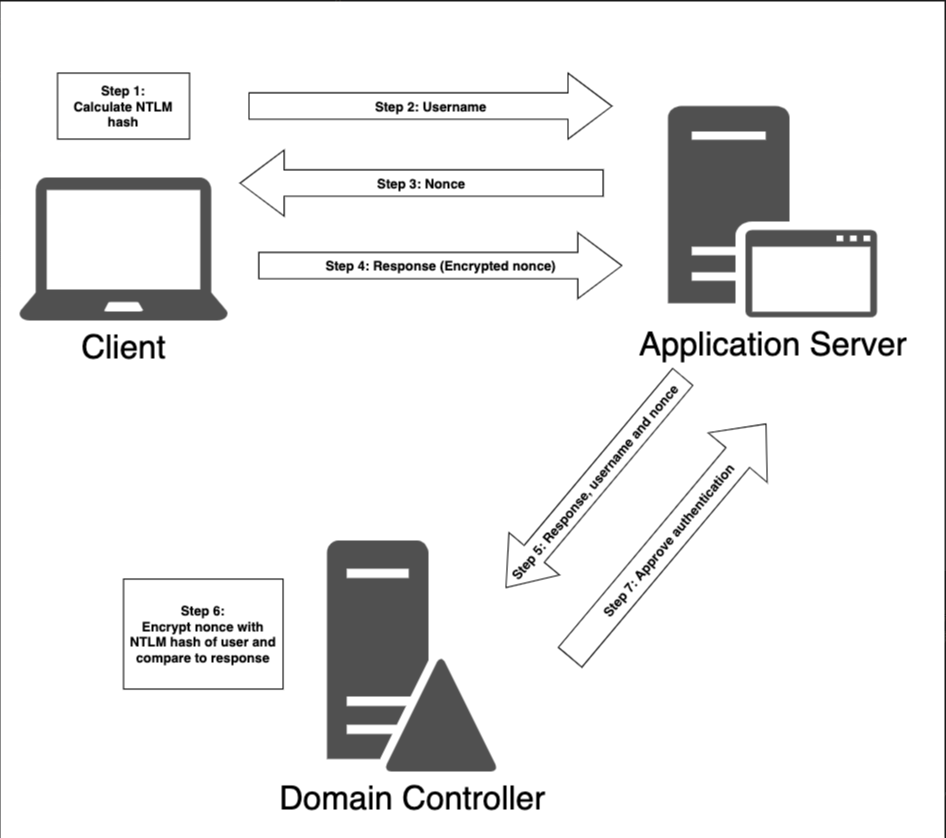 Step 1:
Calculate NTLM
hash
Step 2: Username
Step 3: Nonce
Step 4: Response (Encrypted nonce)
Client
Application Server
Step 5: Response, username and nonce
Step 7: Approve authentication
Step 6:
Encrypt nonce with
NTLM hash of user and
compare to response
Domain Controller